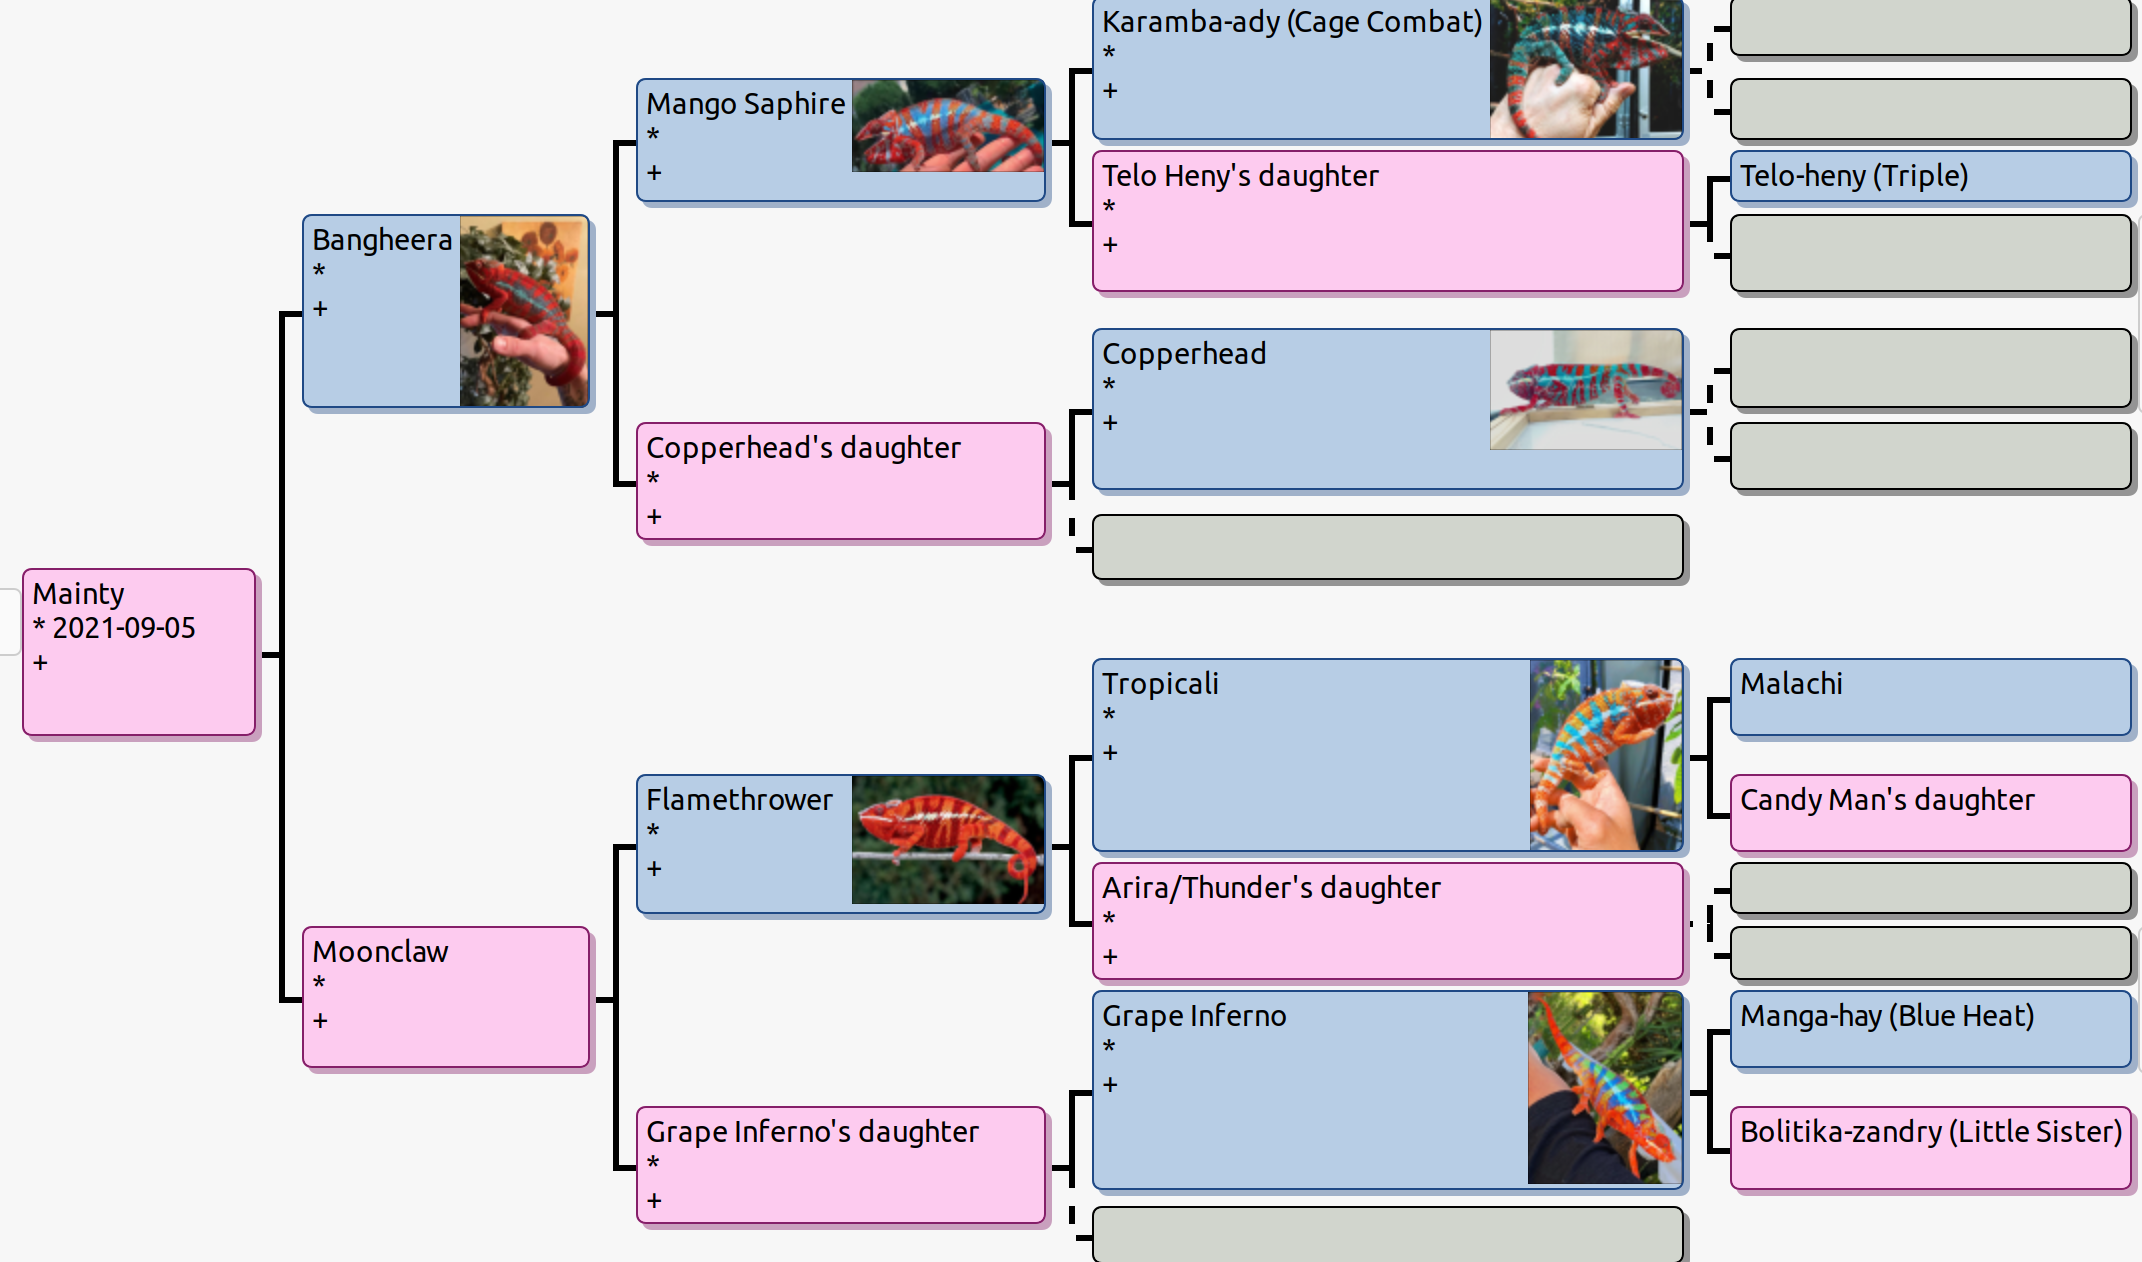 Karamba-ady (Cage Combat)
*
+
Mango Saphire
*
+
Telo Heny's daughter
*
+
Telo-heny (Triple)
Bangheera
*
+
Copperhead
*
+
Copperhead's daughter
*
+
Mainty
* 2021-09-05
+
Tropicali
*
+
Malachi
Candy Man's daughter
Flamethrower
*
+
Arira/Thunder's daughter
*
+
Moonclaw
*
+
Grape Inferno
*
+
Manga-hay (Blue Heat)
Bolitika-zandry (Little Sister)
Grape Inferno's daughter
*
+